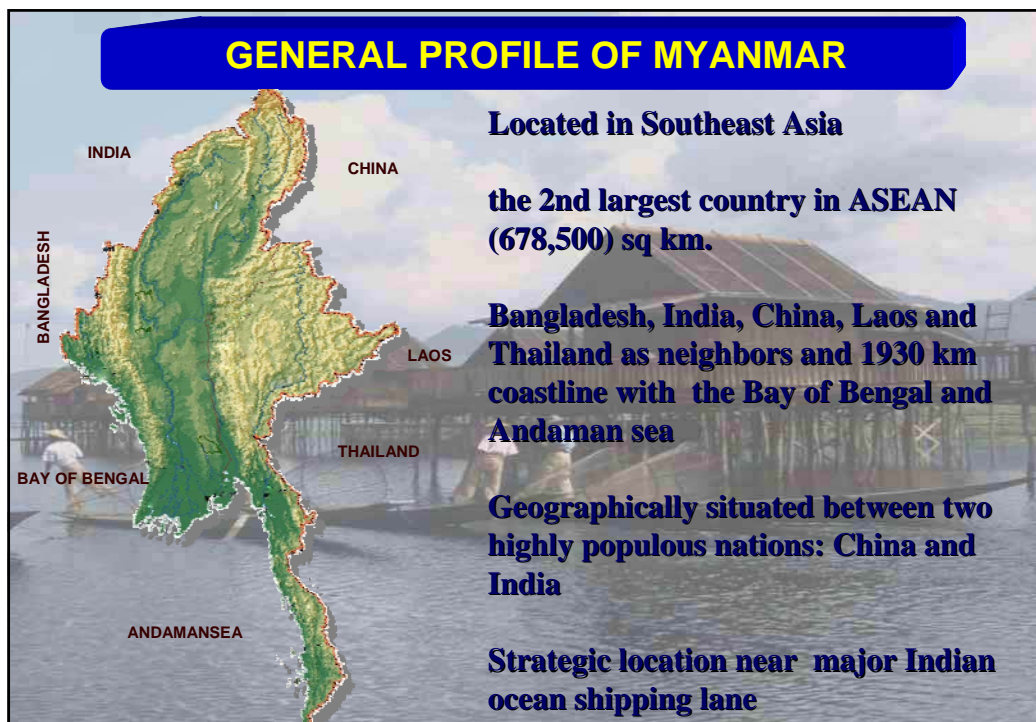 GENERAL PROFILE OF MYANMAR
INDIA
CHINA
BANGLADESH
LAOS
THAILAND
BAY OF BENGAL
ANDAMANSEA
Located in Southeast Asia
the 2nd largest country in ASEAN
(678,500) sq km.
Bangladesh, India, China, Laos and
Thailand as neighbors and 1930 km
coastline with the Bay of Bengal and
Andaman sea
Geographically situated between two
highly populous nations: China and
India
Strategic location near major Indian
ocean shipping lane